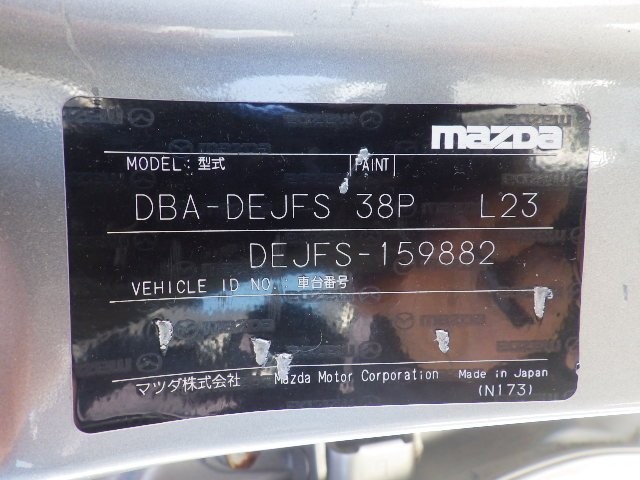 mazda
MODEL: 型式 PAINT
DBA-DEJFS 38P L23
DEJFS-159882
VEHICLE ID NO. 車台番号
マツダ株式会社 Mazda Motor Corporation Made in Japan
(N173)